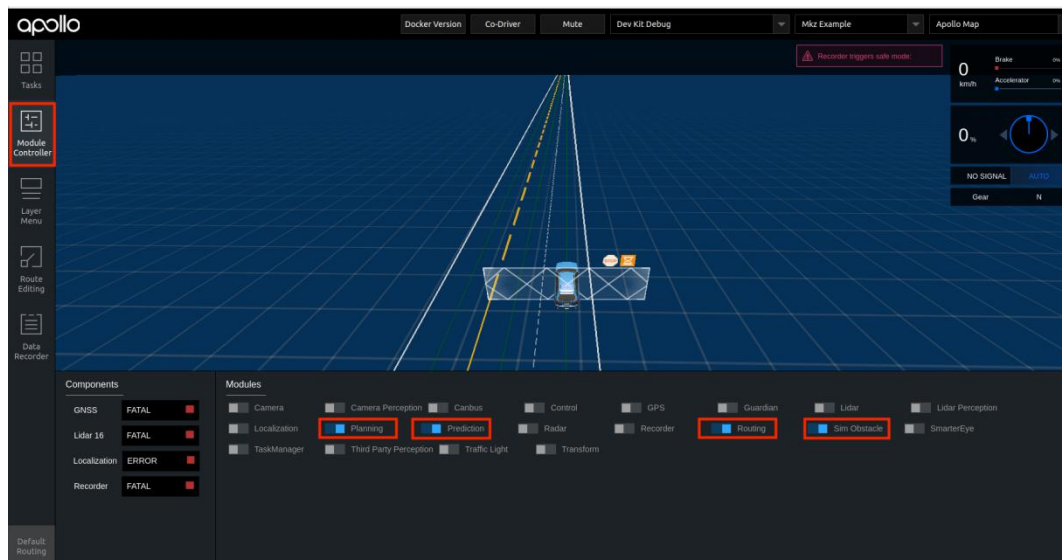 apollo
Docker Version Co-Driver Mute Dev Kit Debug Mkz Example Apollo Map
Tasks
Module
Controller
Layer
Menu
Route
Editing
Data
Recorder
Default
Routing
Recorder triggers safe mode:
0
km/h
Brake 0%
Accelerator 0%
0 %
NO SIGNAL AUTO
Gear N
Components
GNSS FATAL
Lidar 16 FATAL
Localization ERROR
Recorder FATAL
Modules
Camera Camera Perception Canbus Control GPS Guardian Lidar Lidar Perception
Localization Planning Prediction Radar Recorder Routing Sim Obstacle SmarterEye
TaskManager Third Party Perception Traffic Light Transform